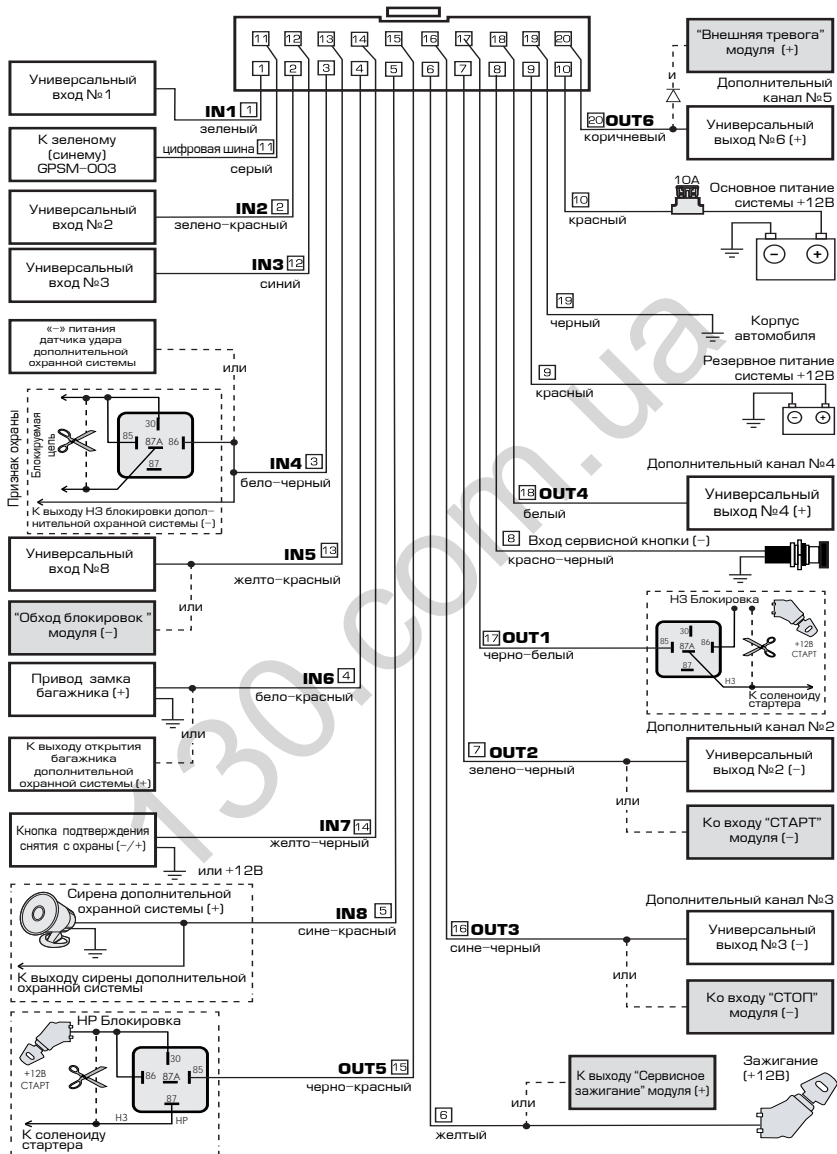 11 12 13 14 15 16 17 18 19 20
1 2 3 4 5 6 7 8 9 10
Универсальный
вход №1
IN1 1
зеленый
К зеленому
(синему)
GPSM-003
цифровая шина 11
серый
Универсальный
вход №2
IN2 2
зелено-красный
Универсальный
вход №3
IN3 12
синий
«-» питания
датчика удара
дополнительной
охранной системы
или
Признак охраны
Блокируемая
цепь
30
85 87A 86
87
К выходу НЗ блокировки допол-
нительной охранной системы (-)
IN4 3
бело-черный
Универсальный
вход №8
IN5 13
желто-красный
или
"Обход блокировок"
модуля (-)
Привод замка
багажника (+)
IN6 4
бело-красный
или
К выходу открытия
багажника
дополнительной
охранной системы (+)
Кнопка подтверждения
снятия с охраны (-/+)
IN7 14
желто-черный
или +12В
Сирена дополнительной
охранной системы (+)
IN8 5
сине-красный
К выходу сирены дополнительной
охранной системы
НР Блокировка
+12В
СТАРТ
30
86 87A 85
87
НЗ
НР
К соленоиду
стартера
OUT5 15
черно-красный
"Внешняя тревога"
модуля (+)
и
Дополнительный
канал №5
20 OUT6
коричневый
Универсальный
выход №6 (+)
10
красный
10А
Основное питание
системы +12В
- +
19
черный
Корпус
автомобиля
9
красный
Резервное питание
системы +12В
- +
Дополнительный канал №4
18 OUT4
белый
Универсальный
выход №4 (+)
8 Вход сервисной кнопки (-)
красно-черный
НЗ Блокировка
17 OUT1
черно-белый
30
85 87A 86
87
НЗ
+12В
СТАРТ
К соленоиду
стартера
Дополнительный канал №2
7 OUT2
зелено-черный
Универсальный
выход №2 (-)
или
Ко входу "СТАРТ"
модуля (-)
Дополнительный канал №3
16 OUT3
сине-черный
Универсальный
выход №3 (-)
или
Ко входу "СТОП"
модуля (-)
К выходу "Сервисное
зажигание" модуля (+)
Зажигание
(+12В)
или
6
желтый
130.com.ua